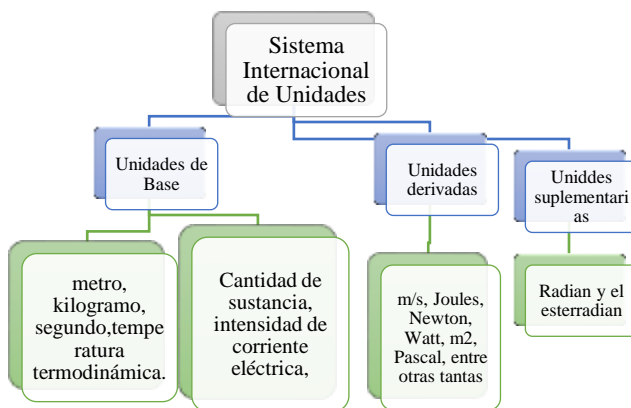 Sistema
Internacional
de Unidades
Unidades de
Base
Unidades
derivadas
Uniddes
suplementari
as
metro,
kilogramo,
segundo,tempe
ratura
termodinámica.
Cantidad de
sustancia,
intensidad de
corriente
eléctrica,
m/s, Joules,
Newton,
Watt, m2,
Pascal, entre
otras tantas
Radian y el
esterradian